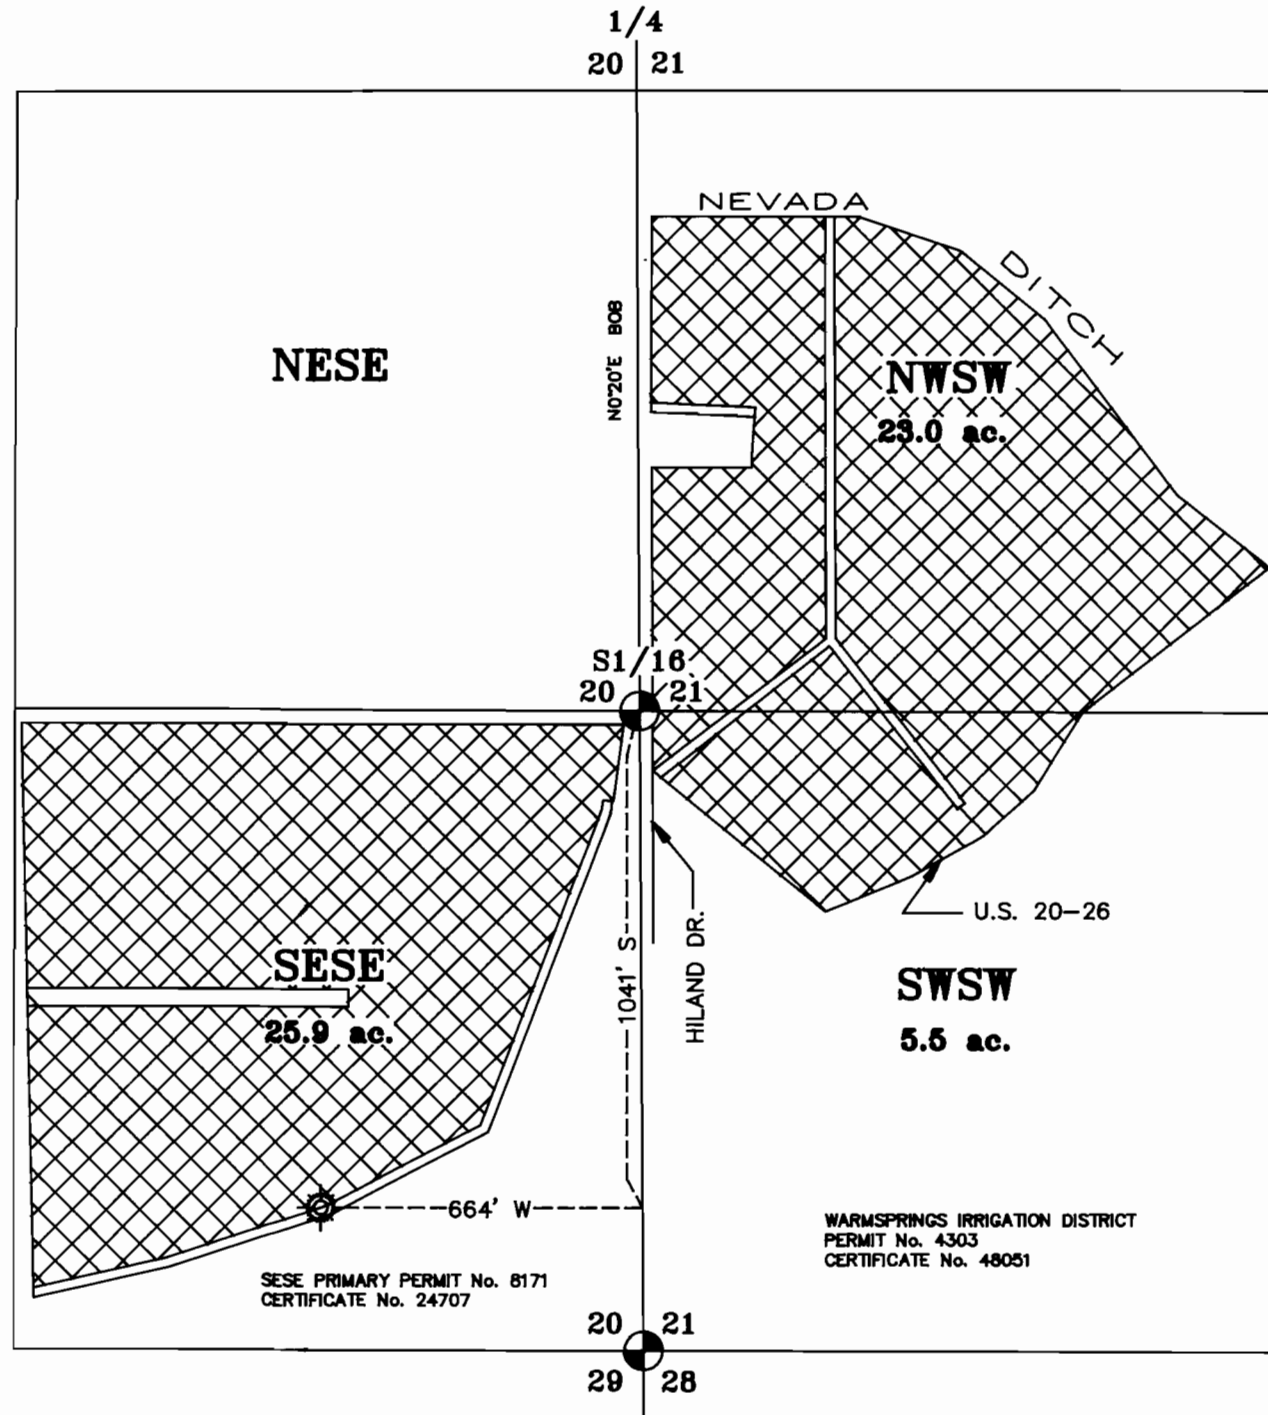 1/4
20 21
NEVADA
DITCH
N0°20'E BOB
NESE
NWSW
23.0 ac.
S1/16
20 21
SESE
25.9 ac.
1041' S
HILAND DR.
U.S. 20-26
SWSW
5.5 ac.
664' W
WARMSPRINGS IRRIGATION DISTRICT
PERMIT No. 4303
CERTIFICATE No. 48051
SESE PRIMARY PERMIT No. 8171
CERTIFICATE No. 24707
20 21
29 28